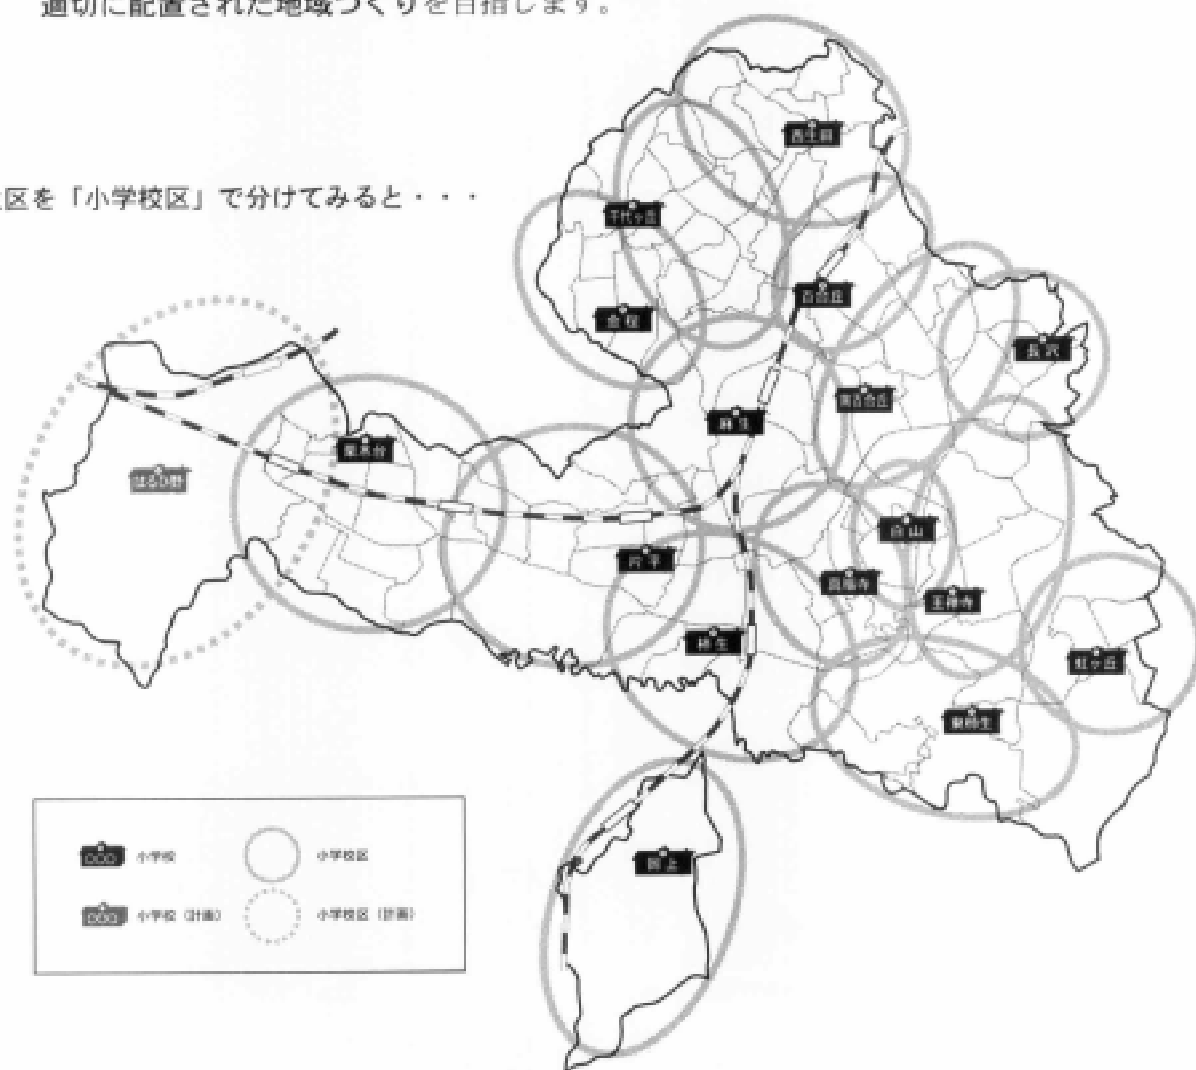 適切に配置された地域づくりを目指します。
区を「小学校区」で分けてみると・・・
西生田
千代ヶ丘
百合丘
金程
長沢
南百合丘
麻生
栗木台
はるひ野
百山
片平
真福寺
王禅寺
柿生
虹ヶ丘
東柿生
岡上
小学校
小学校区
小学校（計画）
小学校区（計画）